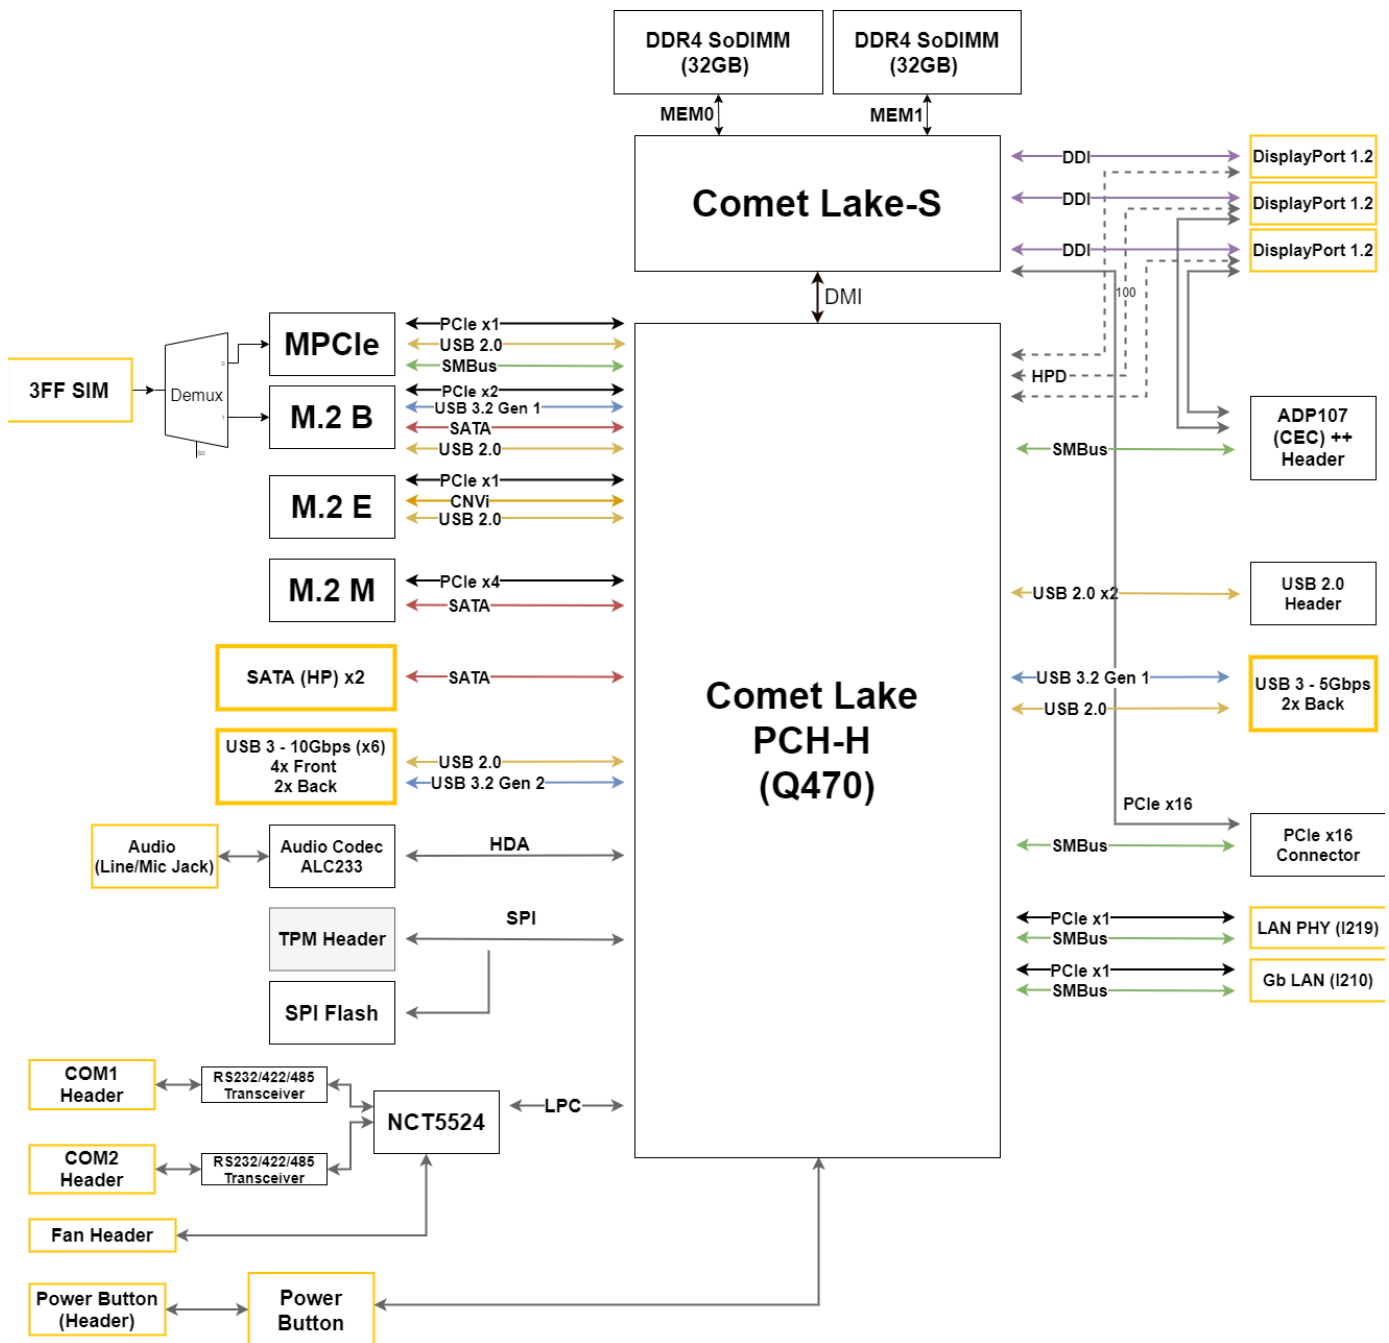 DDR4 SoDIMM
(32GB)
DDR4 SoDIMM
(32GB)
MEM0
MEM1
Comet Lake-S
DDI
DisplayPort 1.2
DDI
DisplayPort 1.2
DDI
DisplayPort 1.2
100
DMI
3FF SIM
Demux
0
1
S0
MPCIe
PCIe x1
USB 2.0
SMBus
M.2 B
PCIe x2
USB 3.2 Gen 1
SATA
USB 2.0
M.2 E
PCIe x1
CNVi
USB 2.0
M.2 M
PCIe x4
SATA
SATA (HP) x2
SATA
USB 3 - 10Gbps (x6)
4x Front
2x Back
USB 2.0
USB 3.2 Gen 2
Audio
(Line/Mic Jack)
Audio Codec
ALC233
HDA
TPM Header
SPI
SPI Flash
COM1
Header
RS232/422/485
Transceiver
NCT5524
LPC
COM2
Header
RS232/422/485
Transceiver
Fan Header
Power Button
(Header)
Power
Button
Comet Lake
PCH-H
(Q470)
HPD
SMBus
ADP107
(CEC) ++
Header
USB 2.0 x2
USB 2.0
Header
USB 3.2 Gen 1
USB 2.0
USB 3 - 5Gbps
2x Back
PCIe x16
SMBus
PCIe x16
Connector
PCIe x1
SMBus
LAN PHY (I219)
PCIe x1
SMBus
Gb LAN (I210)